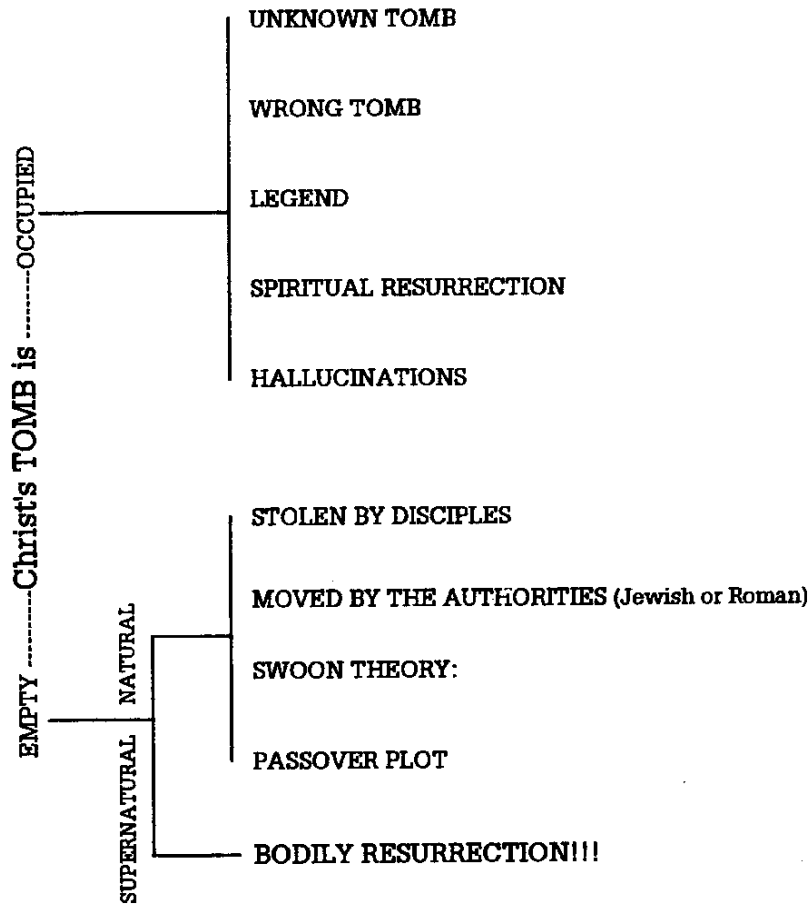 UNKNOWN TOMB
WRONG TOMB
LEGEND
SPIRITUAL RESURRECTION
HALLUCINATIONS
EMPTY ---------Christ's TOMB is ---------OCCUPIED
STOLEN BY DISCIPLES
MOVED BY THE AUTHORITIES (Jewish or Roman)
SWOON THEORY:
PASSOVER PLOT
SUPERNATURAL NATURAL
BODILY RESURRECTION!!!